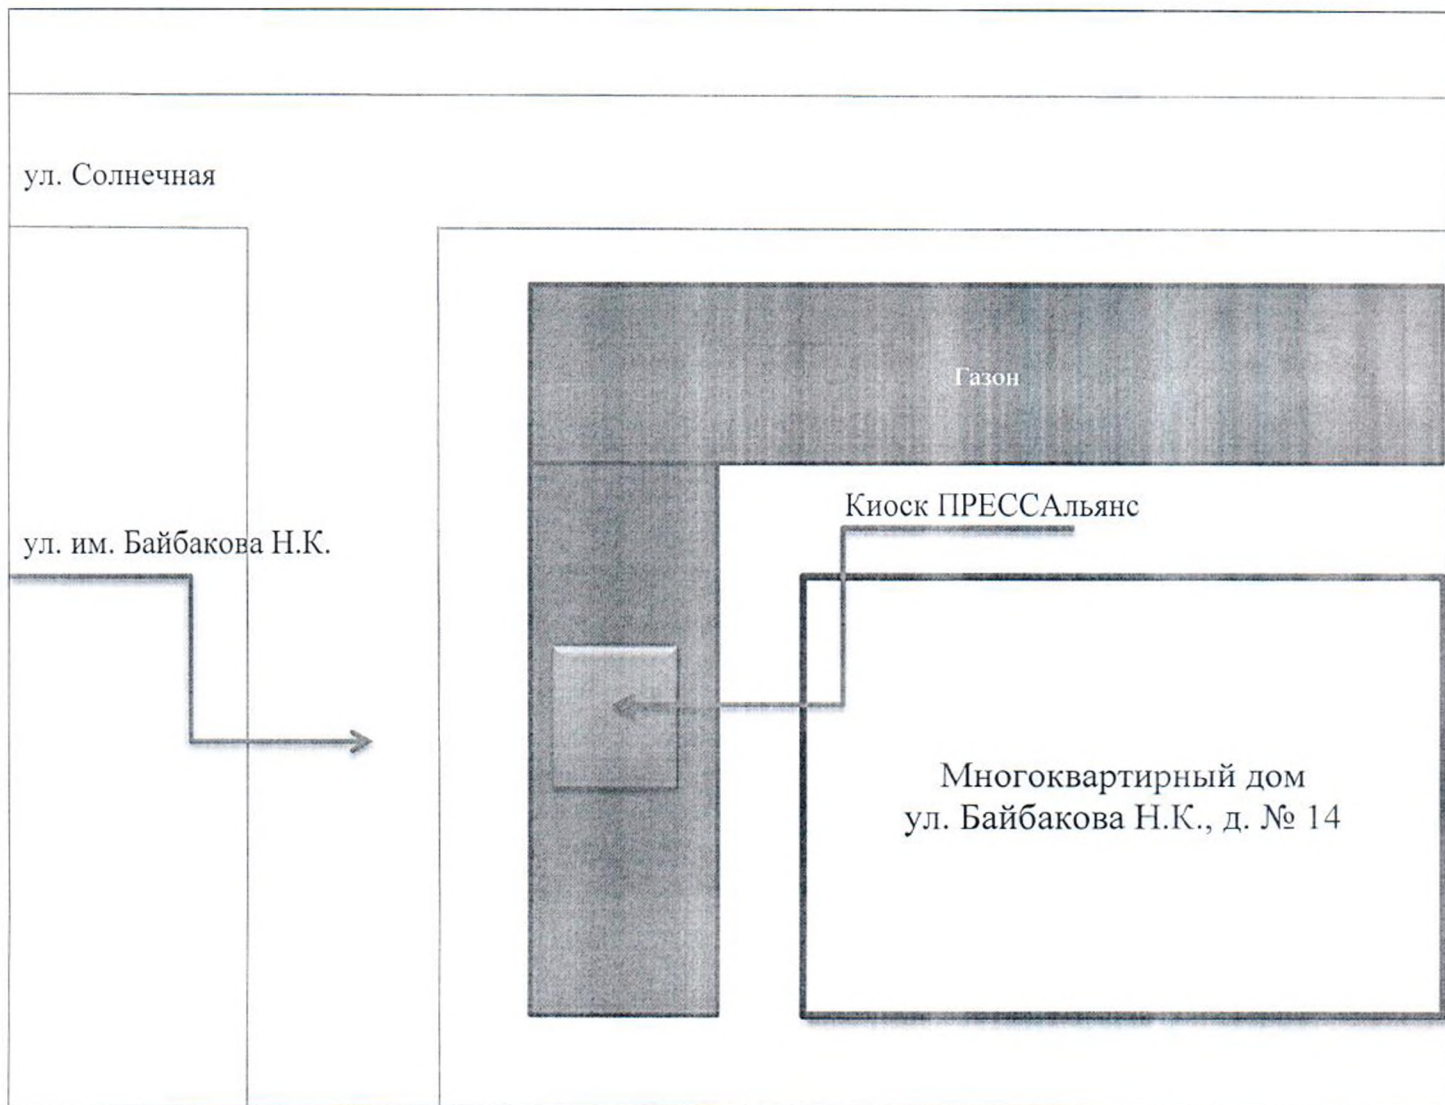 ул. Солнечная
Газон
Киоск ПРЕССАльянс
ул. им. Байбакова Н.К.
Многоквартирный дом
ул. Байбакова Н.К., д. № 14